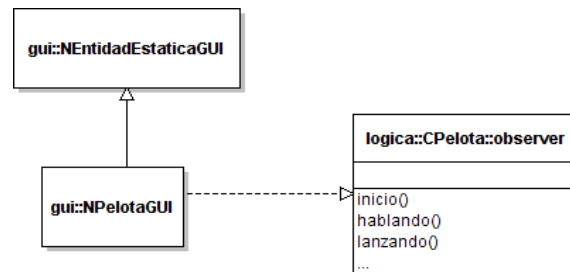 gui::NEntidadEstaticaGUI
gui::NPelotaGUI
logica::CPelota::observer
inicio()
hablando()
lanzando()
...